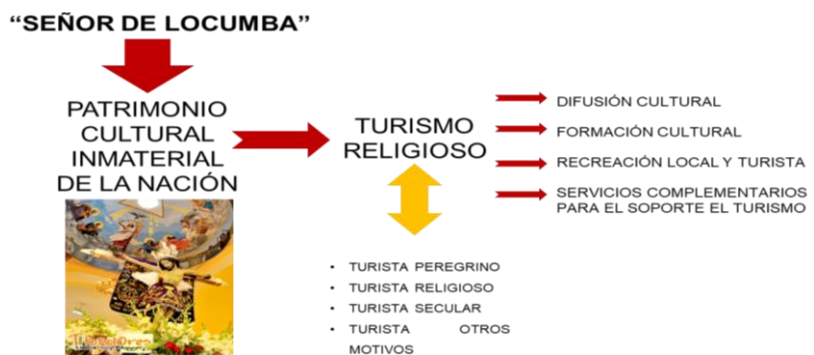 “SEÑOR DE LOCUMBA”
PATRIMONIO
CULTURAL
INMATERIAL
DE LA NACIÓN
TURISMO
RELIGIOSO
DIFUSIÓN CULTURAL
FORMACIÓN CULTURAL
RECREACIÓN LOCAL Y TURISTA
SERVICIOS COMPLEMENTARIOS
PARA EL SOPORTE EL TURISMO
• TURISTA PEREGRINO
• TURISTA RELIGIOSO
• TURISTA SECULAR
• TURISTA OTROS
MOTIVOS